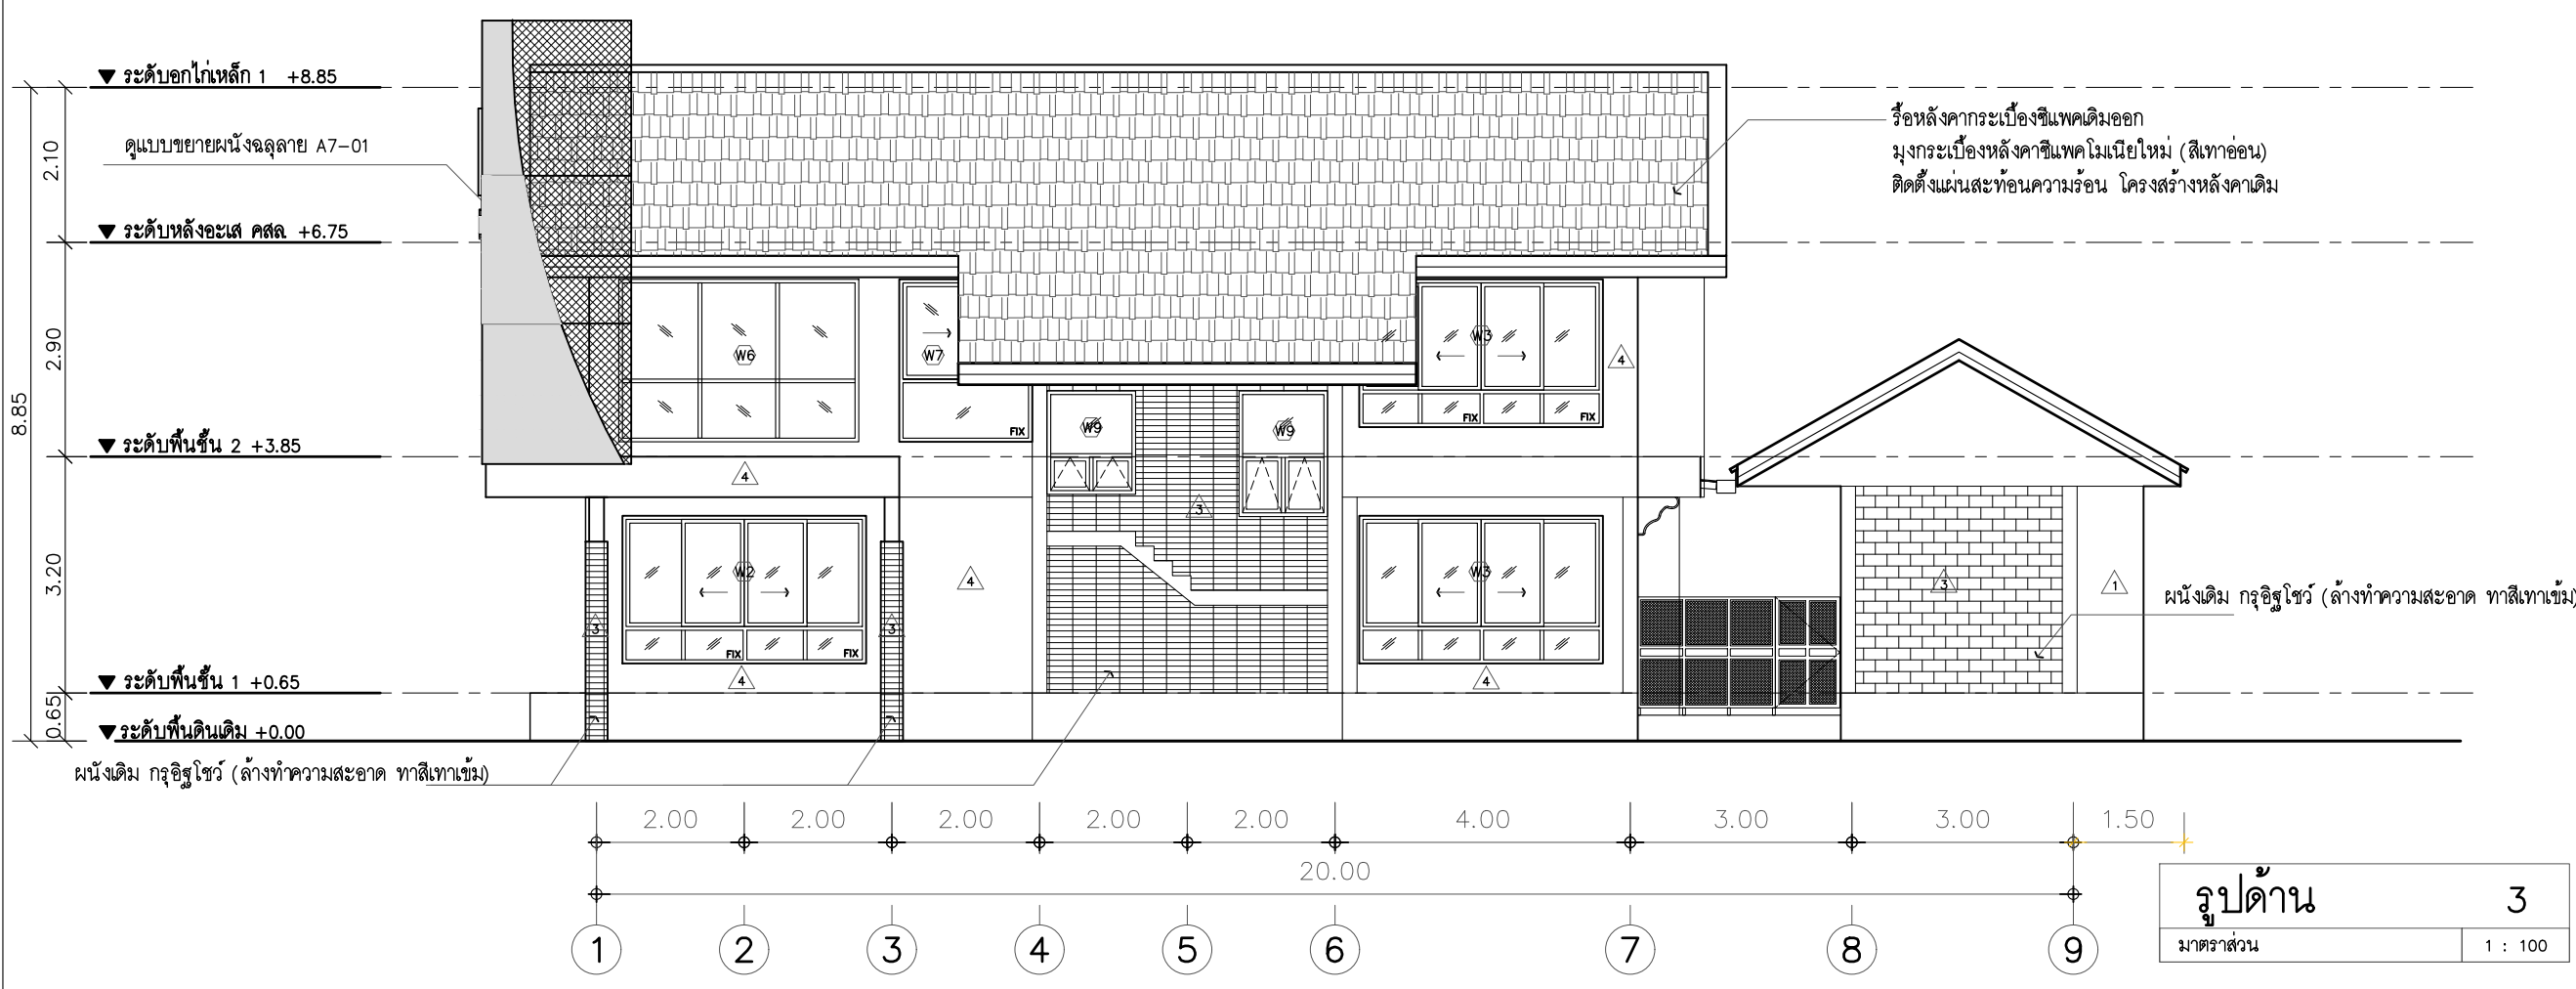 ระดับอกไก่เหล็ก 1 +8.85
ดูแบบขยายผนังฉลุลาย A7-01
ระดับหลังอะเส คสล. +6.75
ระดับพื้นชั้น 2 +3.85
ระดับพื้นชั้น 1 +0.65
ระดับพื้นดินเดิม +0.00
8.85
2.10
2.90
3.20
0.65
รื้อหลังคากระเบื้องซีแพคเดิมออก
มุงกระเบื้องหลังคาซีแพคโมเนียใหม่ (สีเทาอ่อน)
ติดตั้งแผ่นสะท้อนความร้อน โครงสร้างหลังคาเดิม
W6
W7
FIX
W9
W9
W3
FIX
FIX
4
4
3
W2
FIX
FIX
3
3
4
4
W3
4
3
1
ผนังเดิม กรุอิฐโชว์ (ล้างทำความสะอาด ทาสีเทาเข้ม)
ผนังเดิม กรุอิฐโชว์ (ล้างทำความสะอาด ทาสีเทาเข้ม)
2.00 2.00 2.00 2.00 2.00 4.00 3.00 3.00 1.50
20.00
1 2 3 4 5 6 7 8 9
รูปด้าน 3
มาตราส่วน 1 : 100